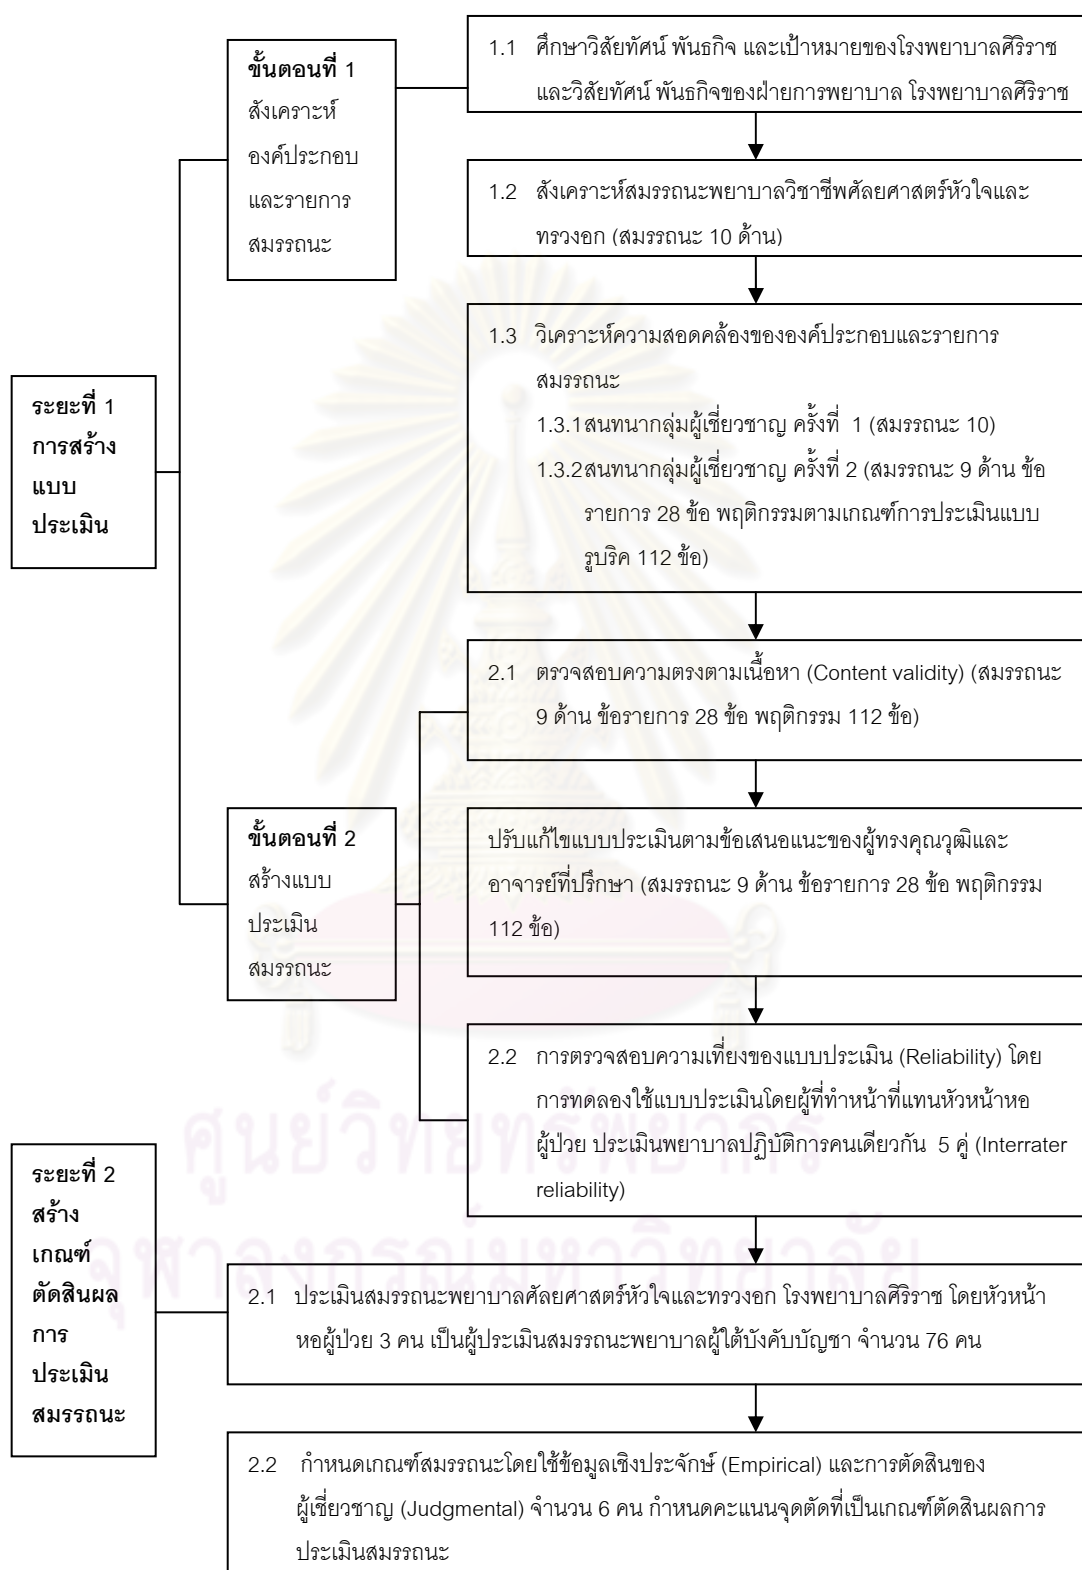 ขั้นตอนที่ 1
สังเคราะห์
องค์ประกอบ
และรายการ
สมรรถนะ
1.1 ศึกษาวิสัยทัศน์ พันธกิจ และเป้าหมายของโรงพยาบาลศิริราช
และวิสัยทัศน์ พันธกิจของฝ่ายการพยาบาล โรงพยาบาลศิริราช
1.2 สังเคราะห์สมรรถนะพยาบาลวิชาชีพศัลยศาสตร์หัวใจและ
ทรวงอก (สมรรถนะ 10 ด้าน)
1.3 วิเคราะห์ความสอดคล้องขององค์ประกอบและรายการ
สมรรถนะ
1.3.1สนทนากลุ่มผู้เชี่ยวชาญ ครั้งที่ 1 (สมรรถนะ 10)
1.3.2สนทนากลุ่มผู้เชี่ยวชาญ ครั้งที่ 2 (สมรรถนะ 9 ด้าน ข้อ
รายการ 28 ข้อ พฤติกรรมตามเกณฑ์การประเมินแบบ
รูบริค 112 ข้อ)
ระยะที่ 1
การสร้าง
แบบ
ประเมิน
2.1 ตรวจสอบความตรงตามเนื้อหา (Content validity) (สมรรถนะ
9 ด้าน ข้อรายการ 28 ข้อ พฤติกรรม 112 ข้อ)
ขั้นตอนที่ 2
สร้างแบบ
ประเมิน
สมรรถนะ
ปรับแก้ไขแบบประเมินตามข้อเสนอแนะของผู้ทรงคุณวุฒิและ
อาจารย์ที่ปรึกษา (สมรรถนะ 9 ด้าน ข้อรายการ 28 ข้อ พฤติกรรม
112 ข้อ)
2.2 การตรวจสอบความเที่ยงของแบบประเมิน (Reliability) โดย
การทดลองใช้แบบประเมินโดยผู้ที่ทำหน้าที่แทนหัวหน้าหอ
ผู้ป่วย ประเมินพยาบาลปฏิบัติการคนเดียวกัน 5 คู่ (Interrater
reliability)
ศูนย์วิทยทรัพยากร
จุฬาลงกรณ์มหาวิทยาลัย
ระยะที่ 2
สร้าง
เกณฑ์
ตัดสินผล
การ
ประเมิน
สมรรถนะ
2.1 ประเมินสมรรถนะพยาบาลศัลยศาสตร์หัวใจและทรวงอก โรงพยาบาลศิริราช โดยหัวหน้า
หอผู้ป่วย 3 คน เป็นผู้ประเมินสมรรถนะพยาบาลผู้ใต้บังคับบัญชา จำนวน 76 คน
2.2 กำหนดเกณฑ์สมรรถนะโดยใช้ข้อมูลเชิงประจักษ์ (Empirical) และการตัดสินของ
ผู้เชี่ยวชาญ (Judgmental) จำนวน 6 คน กำหนดคะแนนจุดตัดที่เป็นเกณฑ์ตัดสินผลการ
ประเมินสมรรถนะ